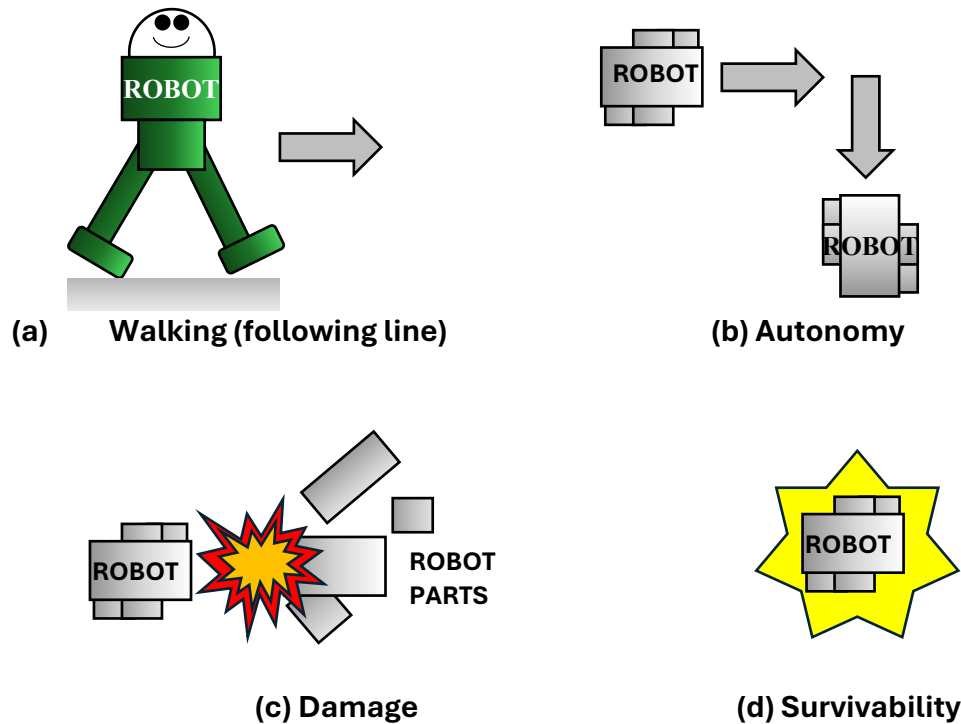 ROBOT
ROBOT
ROBOT
(a) Walking (following line)
(b) Autonomy
ROBOT
ROBOT
PARTS
ROBOT
(c) Damage
(d) Survivability